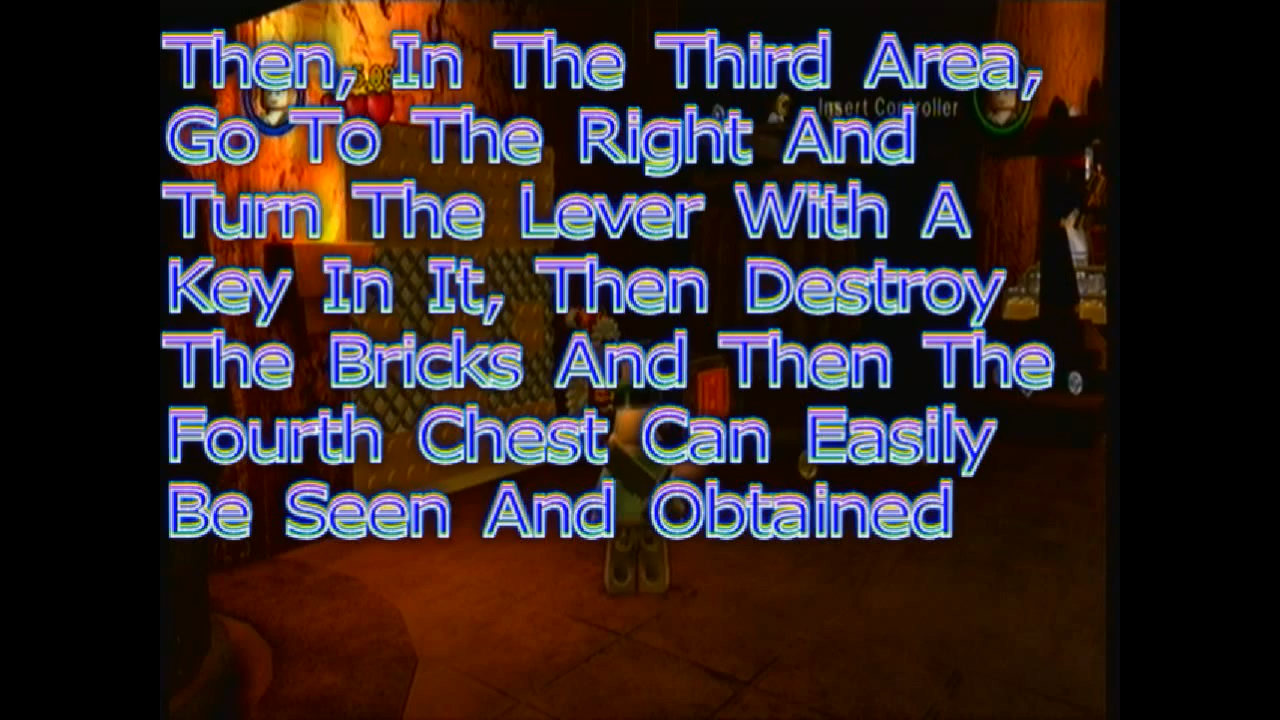 Then, In The Third Area,
Insert Controller
Go To The Right And
Turn The Lever With A
Key In It, Then Destroy
The Bricks And Then The
Fourth Chest Can Easily
Be Seen And Obtained